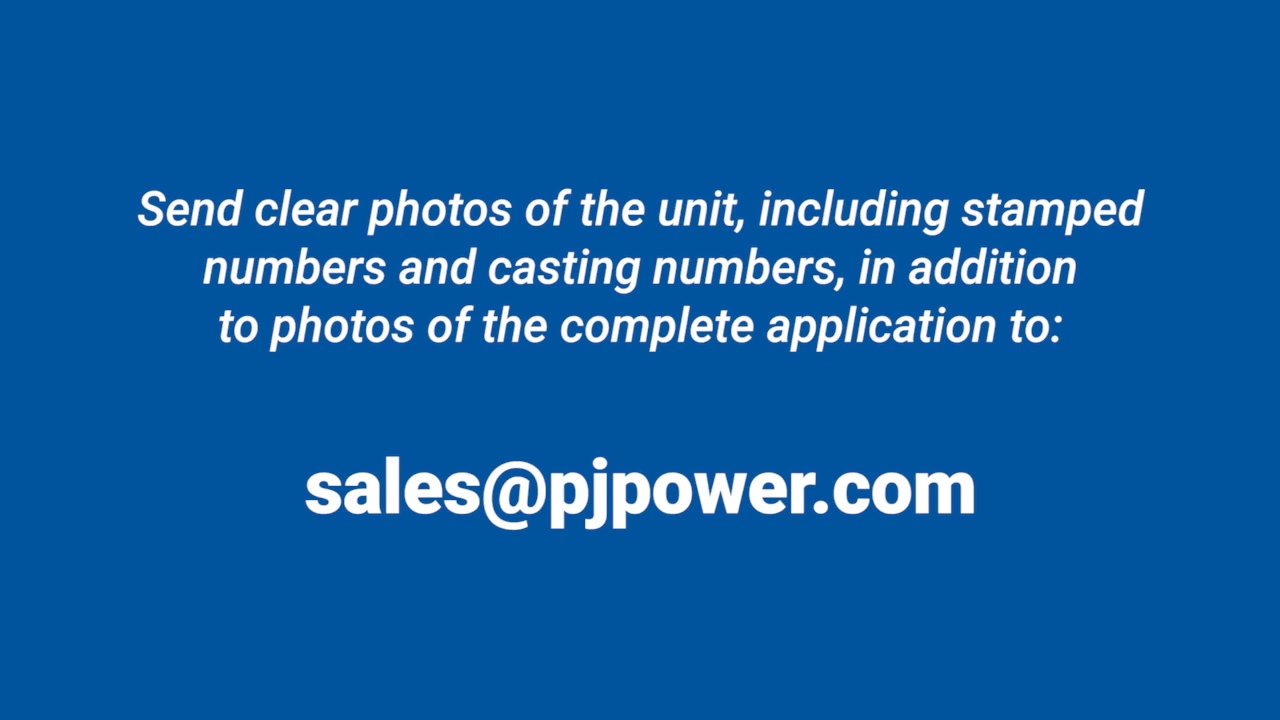 Send clear photos of the unit, including stamped
numbers and casting numbers, in addition
to photos of the complete application to:
sales@pjpower.com